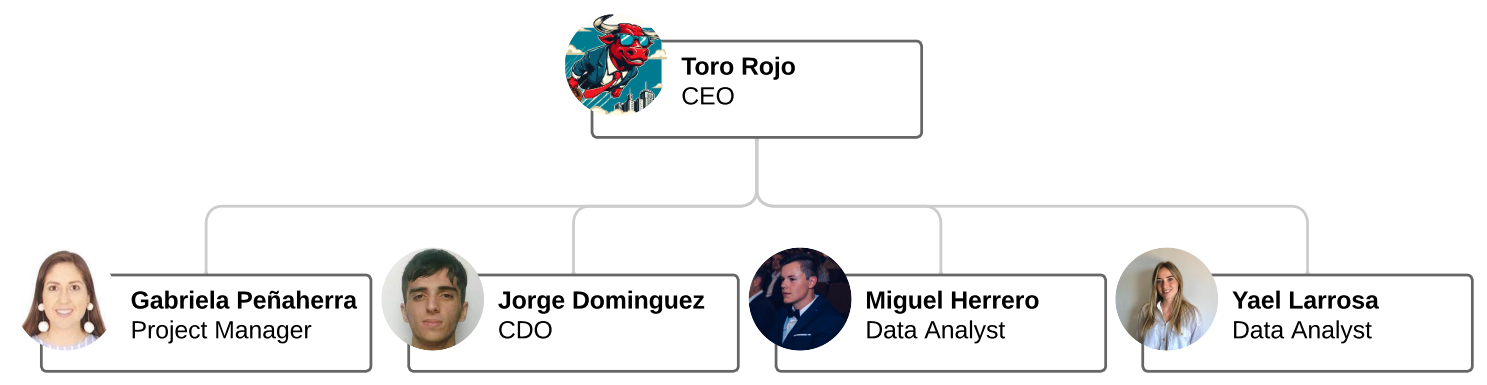 Toro Rojo
CEO
Gabriela Peñaherra
Project Manager
Jorge Dominguez
CDO
Miguel Herrero
Data Analyst
Yael Larrosa
Data Analyst